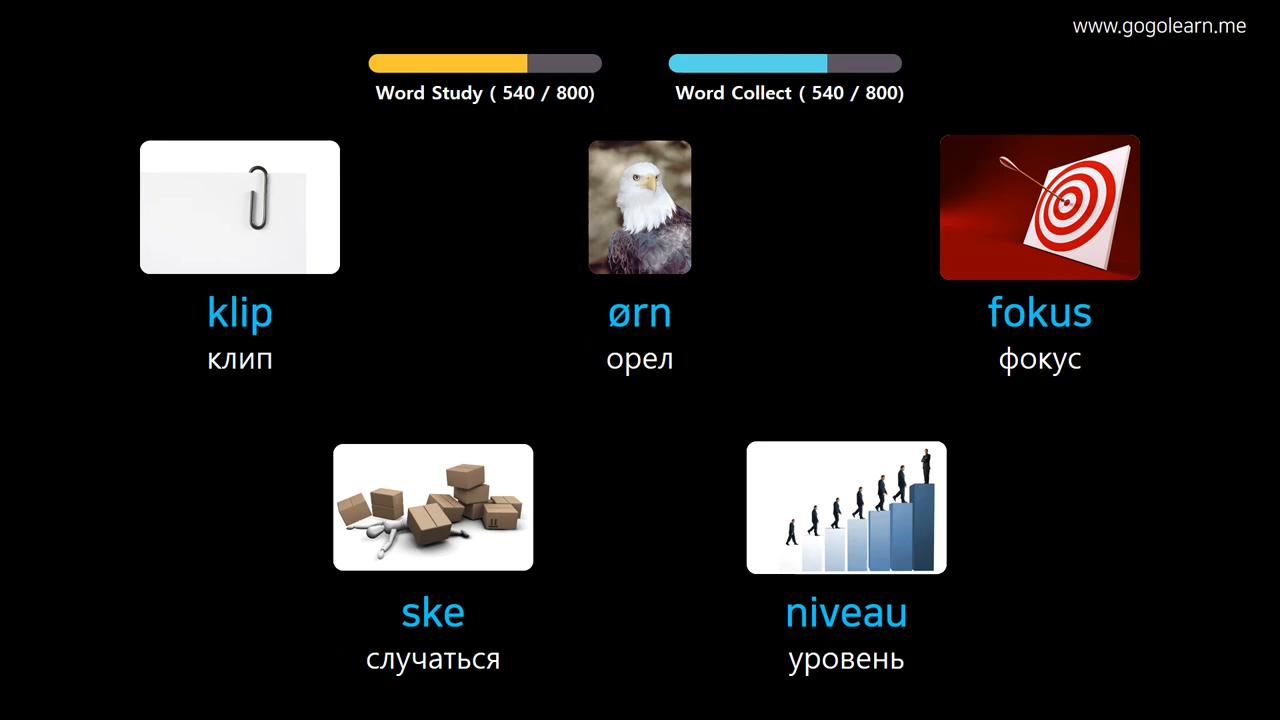 www.gogolearn.me
Word Study ( 540 / 800)
Word Collect ( 540 / 800)
klip
клип
ørn
орел
fokus
фокус
ske
случаться
niveau
уровень